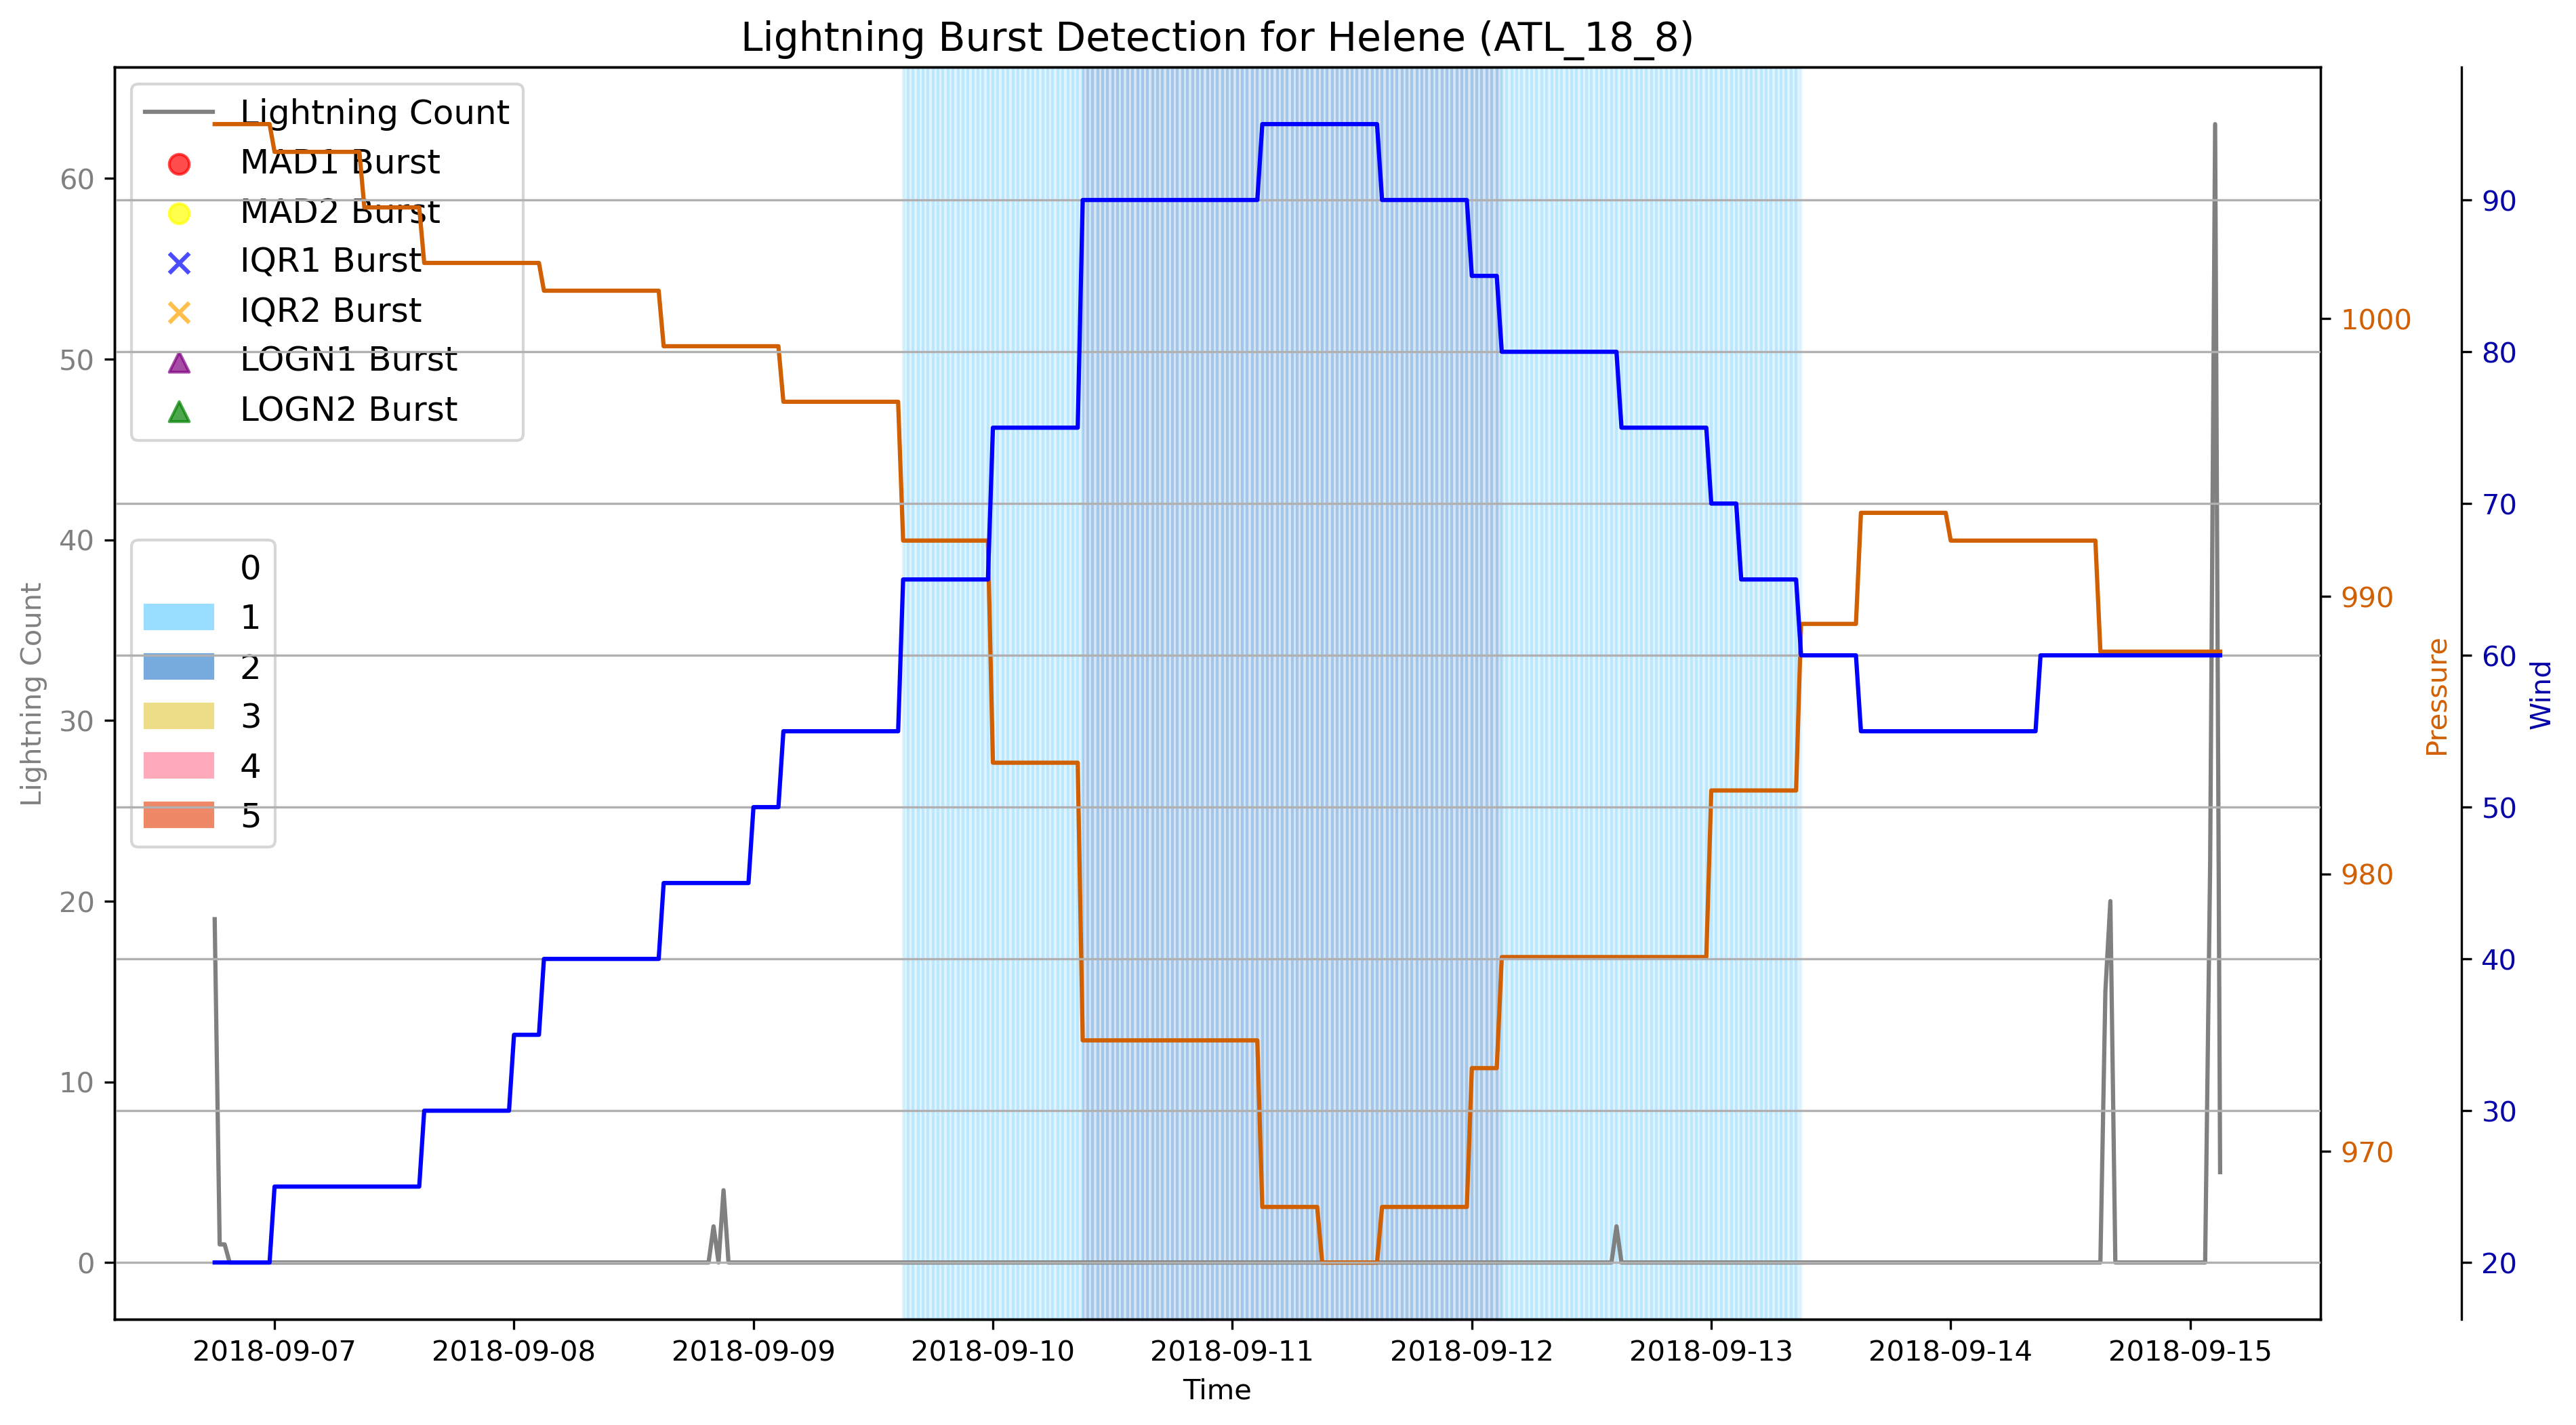 Lightning Burst Detection for Helene (ATL_18_8)
Lightning Count
MAD1 Burst
MAD2 Burst
IQR1 Burst
IQR2 Burst
LOGN1 Burst
LOGN2 Burst
0
1
2
3
4
5
Lightning Count
60
50
40
30
20
10
0
1000
990
980
970
Pressure
90
80
70
60
50
40
30
20
Wind
2018-09-07 2018-09-08 2018-09-09 2018-09-10 2018-09-11 2018-09-12 2018-09-13 2018-09-14 2018-09-15
Time